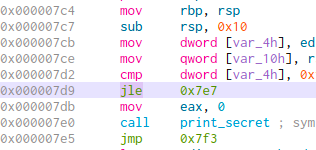 0x000007c4 mov rbp, rsp
0x000007c7 sub rsp, 0x10
0x000007cb mov dword [var_4h], ed
0x000007ce mov qword [var_10h], r
0x000007d2 cmp dword [var_4h], 0x
0x000007d9 jle 0x7e7
0x000007db mov eax, 0
0x000007e0 call print_secret ; sym
0x000007e5 jmp 0x7f3